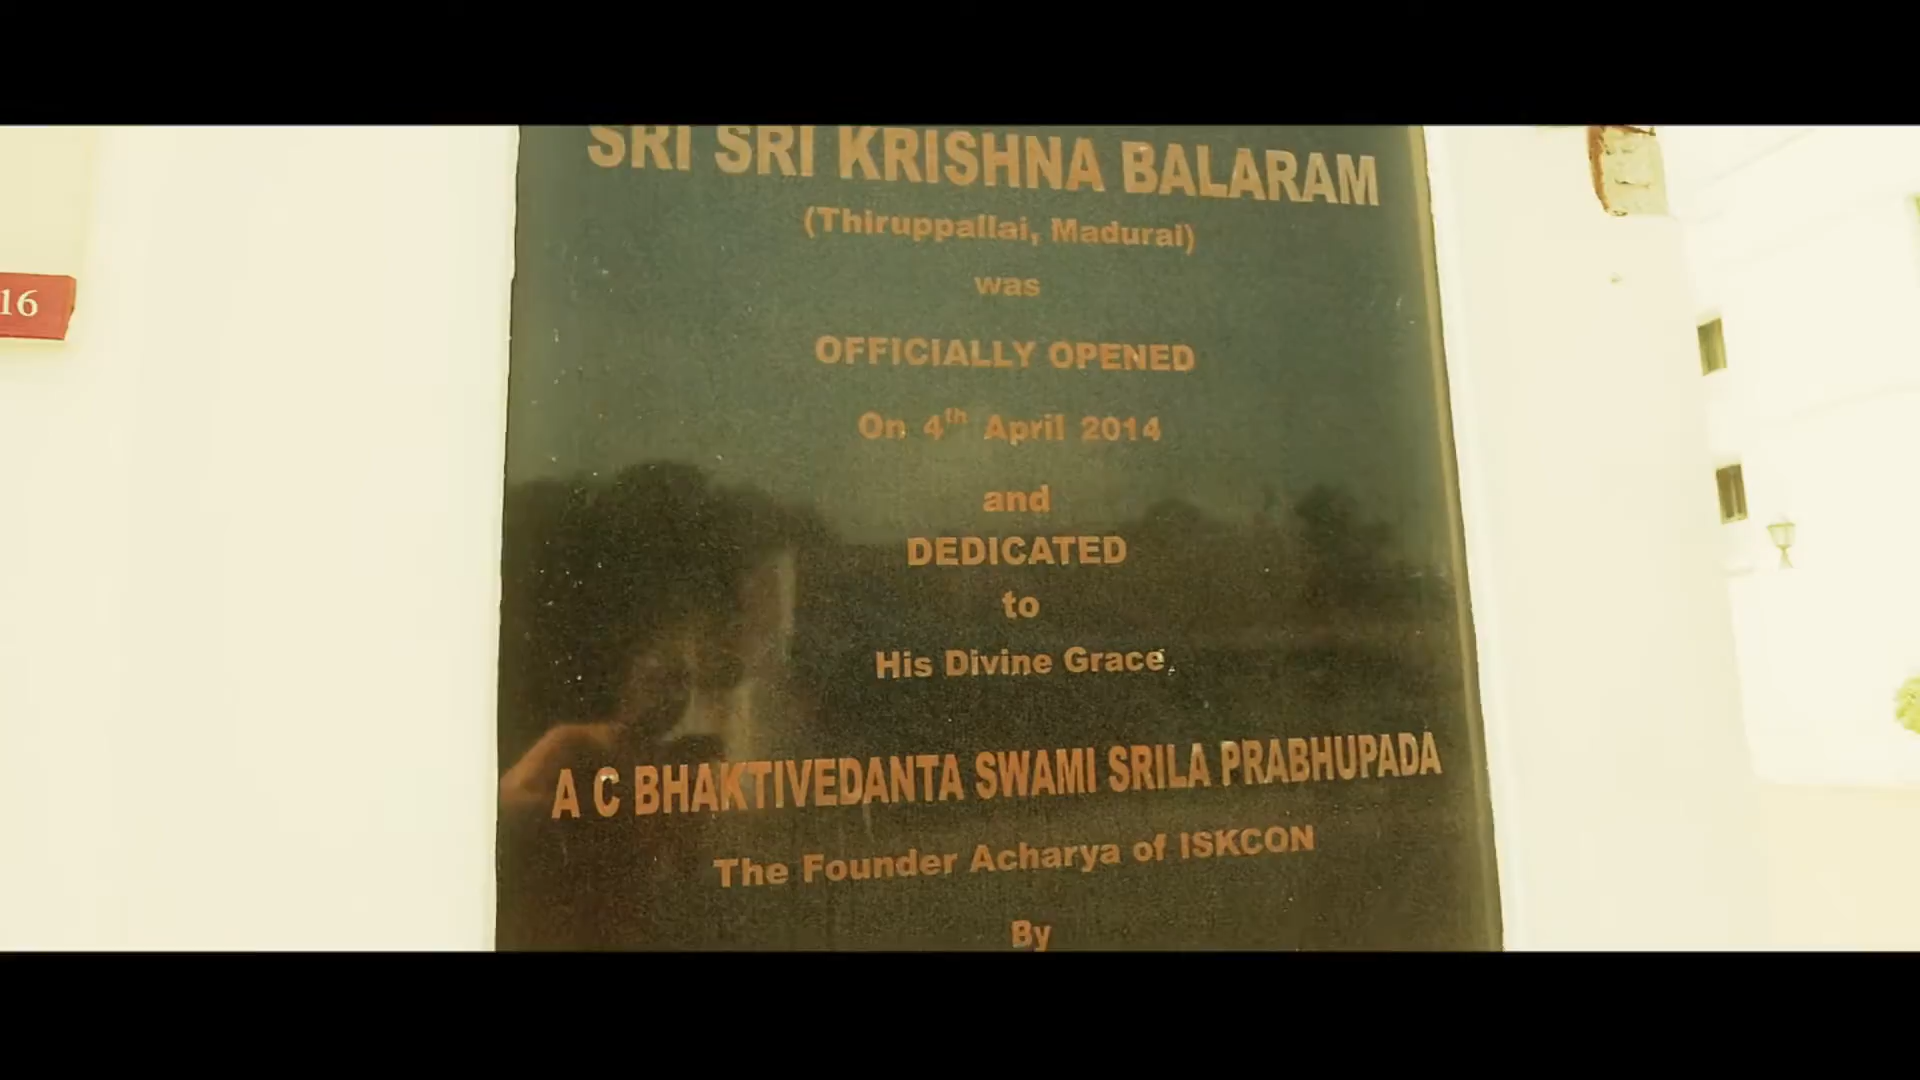 SRI SRI KRISHNA BALARAM
(Thiruppallai, Madurai)
was
OFFICIALLY OPENED
On 4th April 2014
and
DEDICATED
to
His Divine Grace
A C BHAKTIVEDANTA SWAMI SRILA PRABHUPADA
The Founder Acharya of ISKCON
By
16